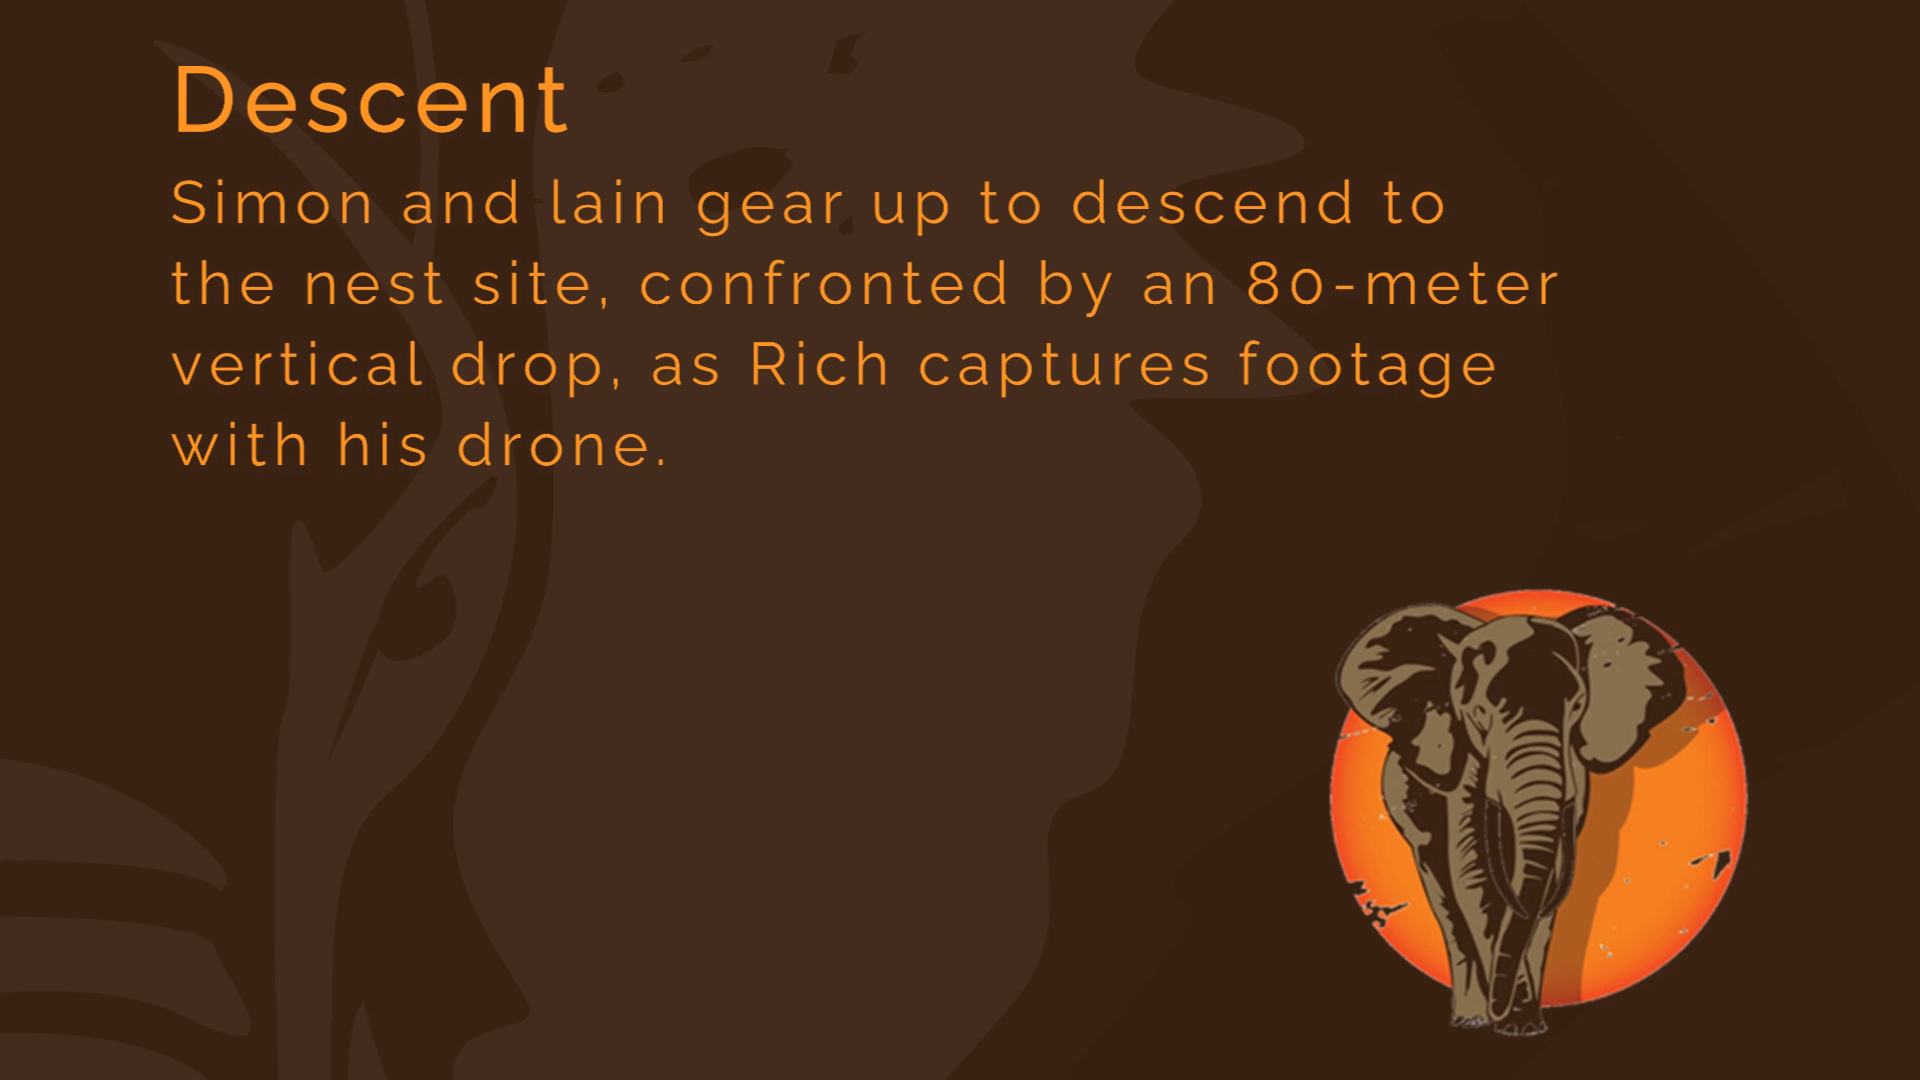 Descent
Simon and lain gear up to descend to
the nest site, confronted by an 80-meter
vertical drop, as Rich captures footage
with his drone.